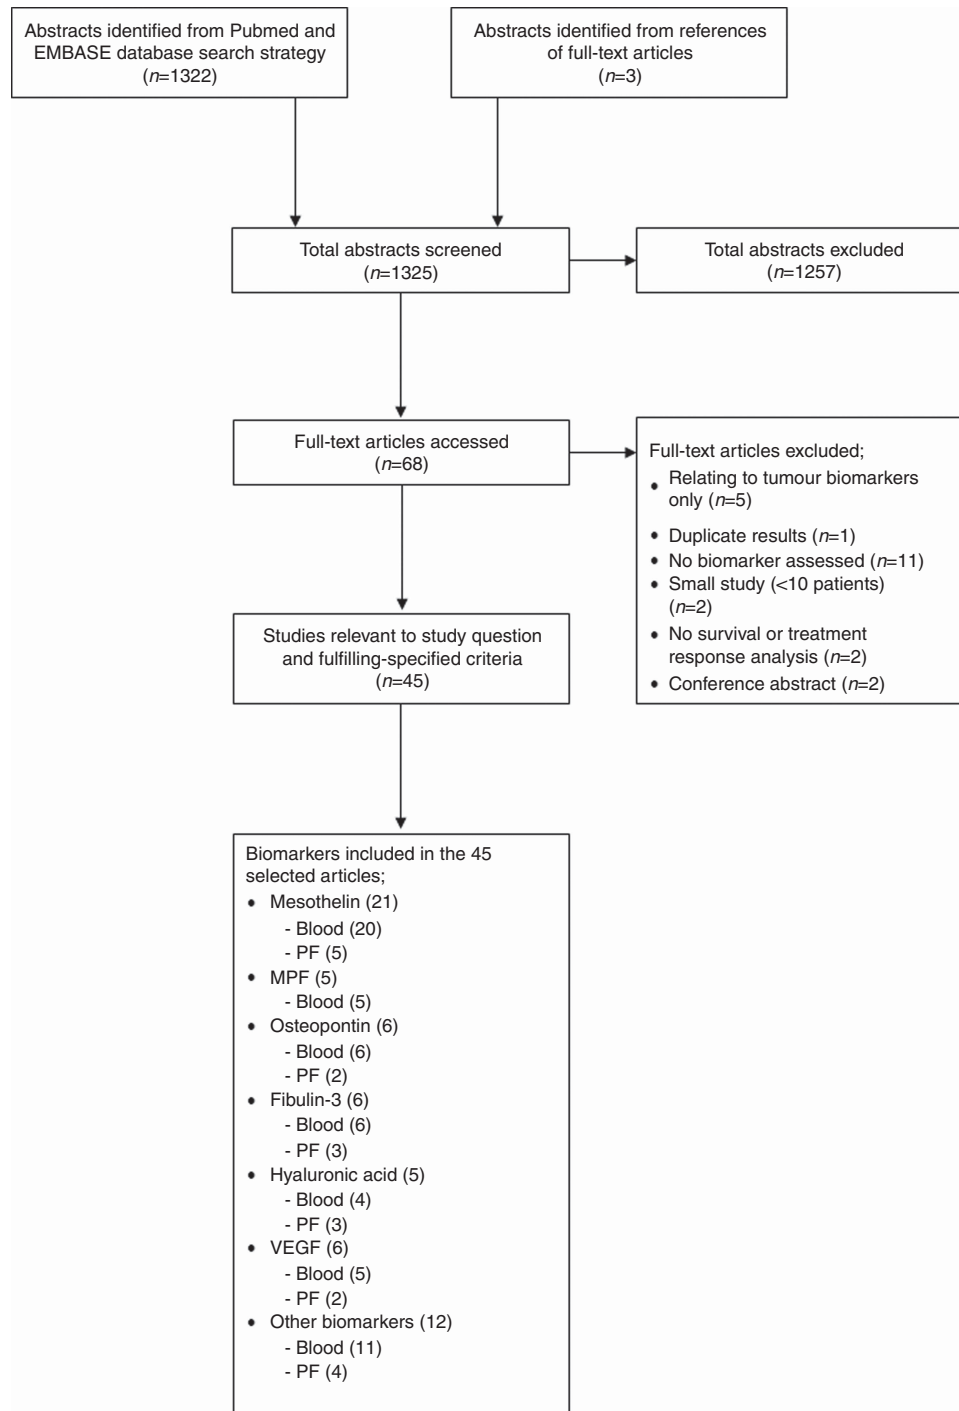 Abstracts identified from Pubmed and
EMBASE database search strategy
(n=1322)
Abstracts identified from references
of full-text articles
(n=3)
Total abstracts screened
(n=1325)
Total abstracts excluded
(n=1257)
Full-text articles accessed
(n=68)
Full-text articles excluded;
• Relating to tumour biomarkers
only (n=5)
• Duplicate results (n=1)
• No biomarker assessed (n=11)
• Small study (<10 patients)
(n=2)
• No survival or treatment
response analysis (n=2)
• Conference abstract (n=2)
Studies relevant to study question
and fulfilling-specified criteria
(n=45)
Biomarkers included in the 45
selected articles;
• Mesothelin (21)
- Blood (20)
- PF (5)
• MPF (5)
- Blood (5)
• Osteopontin (6)
- Blood (6)
- PF (2)
• Fibulin-3 (6)
- Blood (6)
- PF (3)
• Hyaluronic acid (5)
- Blood (4)
- PF (3)
• VEGF (6)
- Blood (5)
- PF (2)
• Other biomarkers (12)
- Blood (11)
- PF (4)